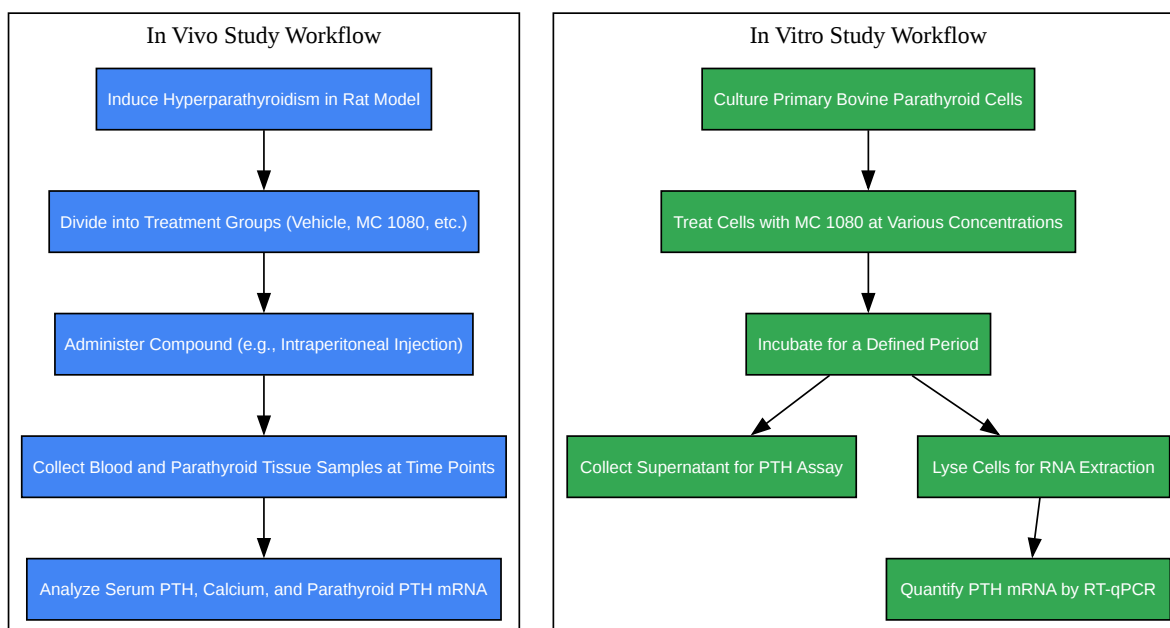 In Vivo Study Workflow
Induce Hyperparathyroidism in Rat Model
Divide into Treatment Groups (Vehicle, MC 1080, etc.)
Administer Compound (e.g., Intraperitoneal Injection)
Collect Blood and Parathyroid Tissue Samples at Time Points
Analyze Serum PTH, Calcium, and Parathyroid PTH mRNA
In Vitro Study Workflow
Culture Primary Bovine Parathyroid Cells
Treat Cells with MC 1080 at Various Concentrations
Incubate for a Defined Period
Collect Supernatant for PTH Assay
Lyse Cells for RNA Extraction
Quantify PTH mRNA by RT-qPCR